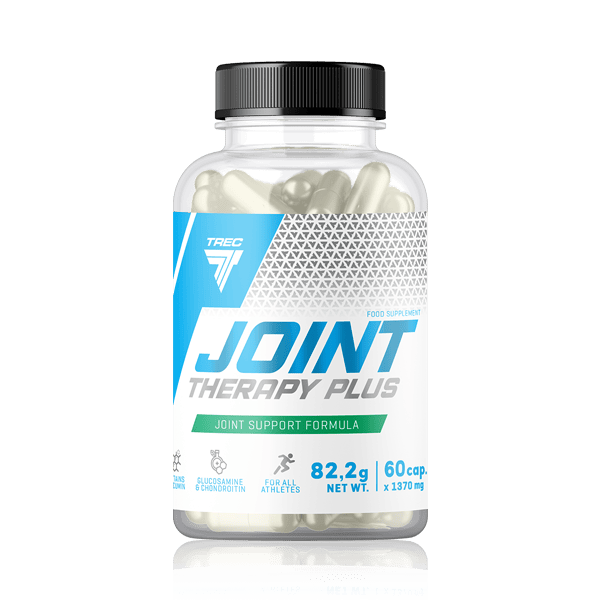 TREC
FOOD SUPPLEMENT
JOINT
THERAPY PLUS
JOINT SUPPORT FORMULA
GLUCOSAMINE
& CHONDROITIN
FOR ALL
ATHLETES
82,2g
NET WT.
60 cap.
x 1370 mg